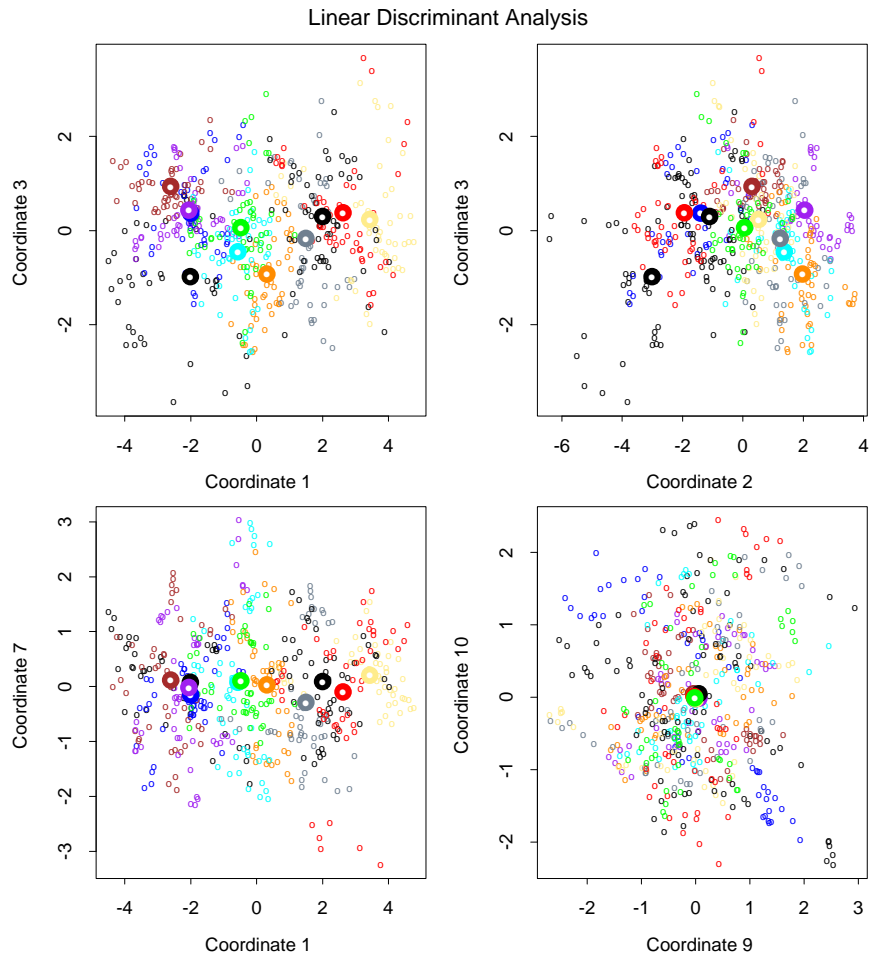 Linear Discriminant Analysis
2
0
-2
Coordinate 3
-4 -2 0 2 4
Coordinate 1
2
0
-2
Coordinate 3
-6 -4 -2 0 2 4
Coordinate 2
3
2
1
0
-1
-2
-3
Coordinate 7
-4 -2 0 2 4
Coordinate 1
2
1
0
-1
-2
Coordinate 10
-2 -1 0 1 2 3
Coordinate 9